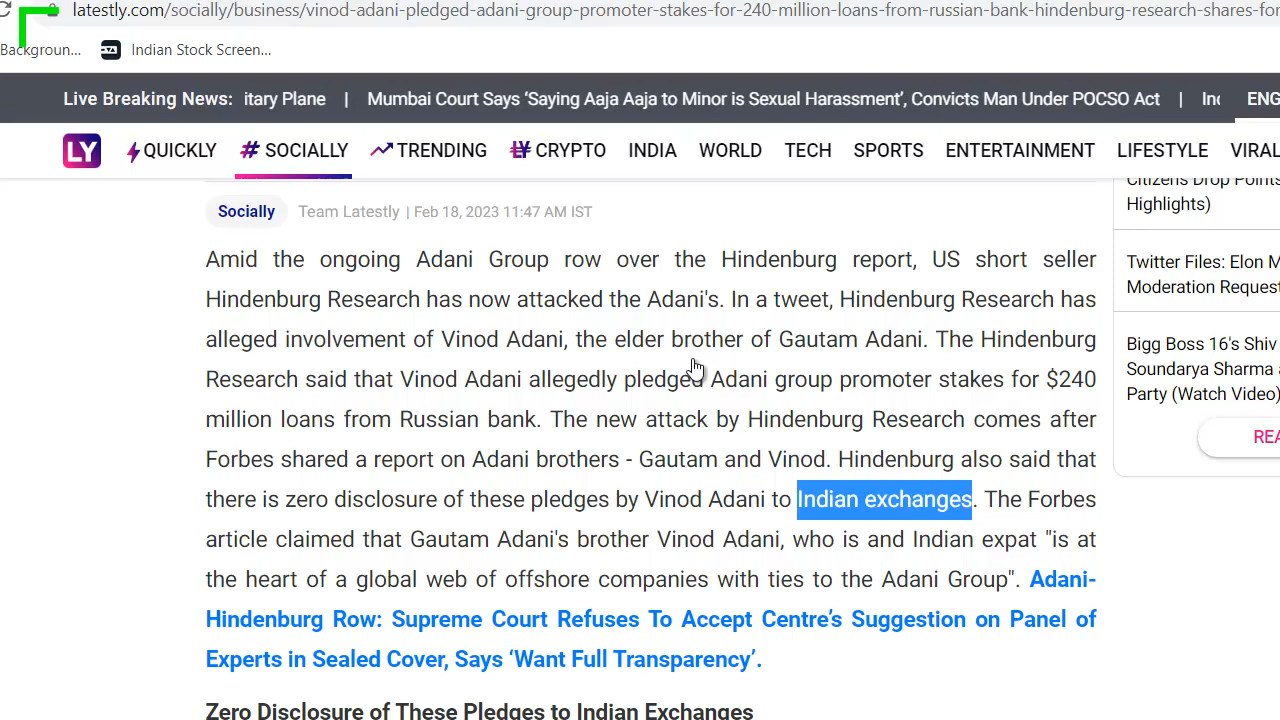 latestly.com/socially/business/vinod-adani-pledged-adani-group-promoter-stakes-for-240-million-loans-from-russian-bank-hindenburg-research-shares-for
Backgroun... Indian Stock Screen...
Live Breaking News: itary Plane | Mumbai Court Says ‘Saying Aaja Aaja to Minor is Sexual Harassment’, Convicts Man Under POCSO Act | Inc ENG
LY QUICKLY # SOCIALLY TRENDING CRYPTO INDIA WORLD TECH SPORTS ENTERTAINMENT LIFESTYLE VIRAL
Socially Team Latestly | Feb 18, 2023 11:47 AM IST
Amid the ongoing Adani Group row over the Hindenburg report, US short seller
Hindenburg Research has now attacked the Adani's. In a tweet, Hindenburg Research has
alleged involvement of Vinod Adani, the elder brother of Gautam Adani. The Hindenburg
Research said that Vinod Adani allegedly pledged Adani group promoter stakes for $240
million loans from Russian bank. The new attack by Hindenburg Research comes after
Forbes shared a report on Adani brothers - Gautam and Vinod. Hindenburg also said that
there is zero disclosure of these pledges by Vinod Adani to Indian exchanges. The Forbes
article claimed that Gautam Adani's brother Vinod Adani, who is and Indian expat "is at
the heart of a global web of offshore companies with ties to the Adani Group". Adani-
Hindenburg Row: Supreme Court Refuses To Accept Centre’s Suggestion on Panel of
Experts in Sealed Cover, Says ‘Want Full Transparency’.
Zero Disclosure of These Pledges to Indian Exchanges
Citizens Drop Points
Highlights)
Twitter Files: Elon M
Moderation Request
Bigg Boss 16's Shiv
Soundarya Sharma
Party (Watch Video)
REA